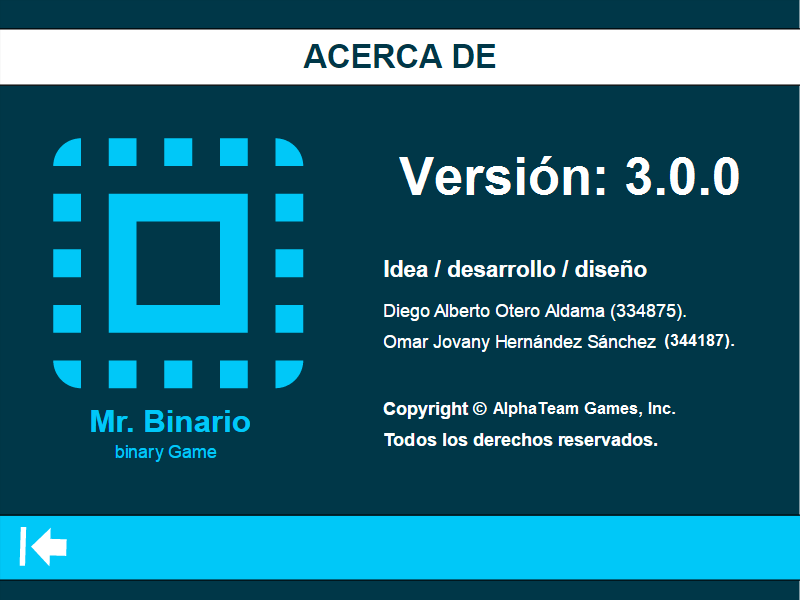 ACERCA DE
Versión: 3.0.0
Idea / desarrollo / diseño
Diego Alberto Otero Aldama (334875).
Omar Jovany Hernández Sánchez (344187).
Mr. Binario
binary Game
Copyright © AlphaTeam Games, Inc.
Todos los derechos reservados.